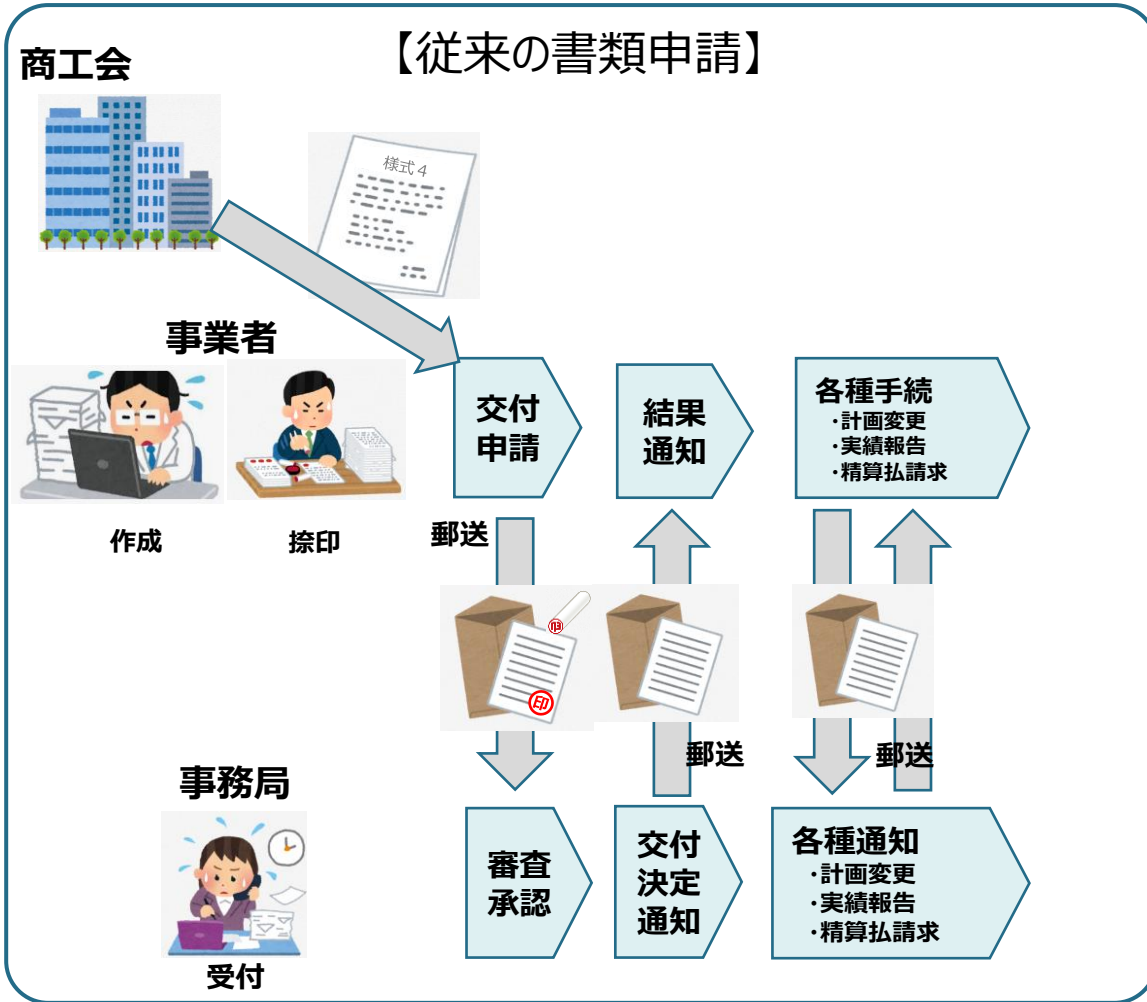 【従来の書類申請】
商工会
様式４
事業者
作成
捺印
交付
申請
結果
通知
各種手続
・計画変更
・実績報告
・精算払請求
郵送
印
印
郵送
郵送
事務局
受付
審査
承認
交付
決定
通知
各種通知
・計画変更
・実績報告
・精算払請求